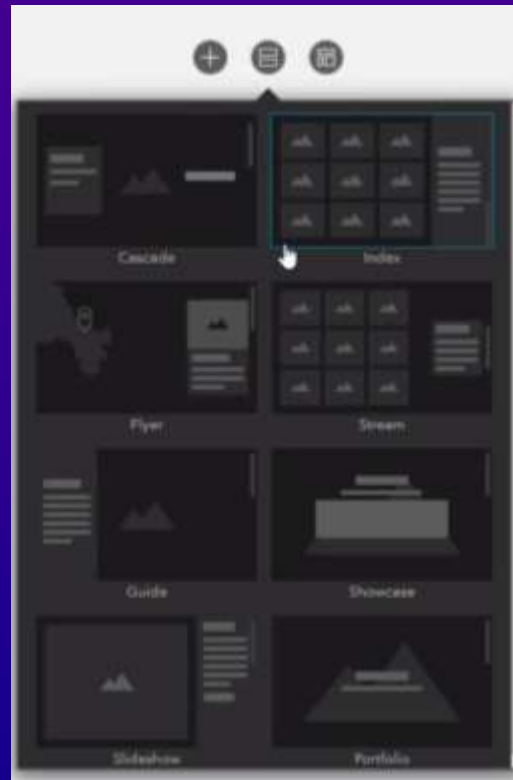 Cascade
Index
Flyer
Stream
Guide
Showcase
Slideshow
Portfolio